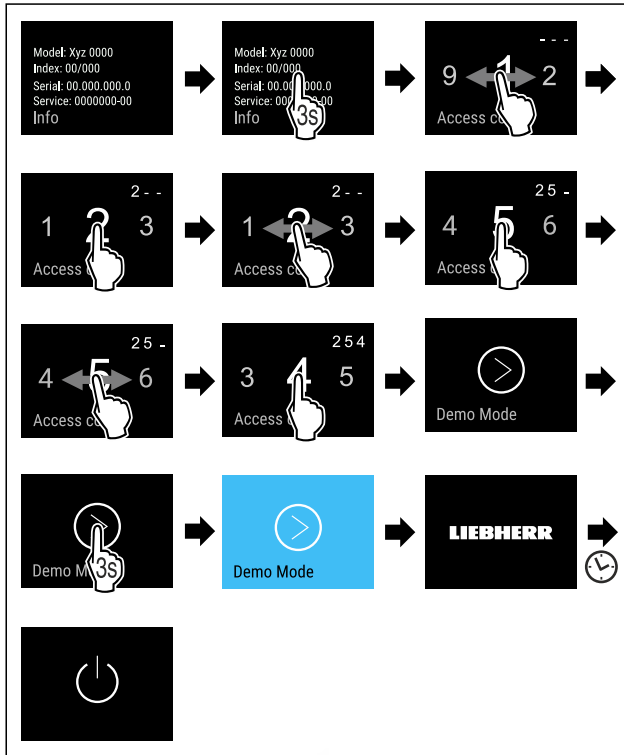 Model: Xyz 0000
Index: 00/000
Serial: 00.000.000.0
Service: 0000000-00
Info
Model: Xyz 0000
Index: 00/000
Serial: 00.000.000.0
Service: 0000000-00
Info
3s
- - -
9 1 2
Access
2 - -
1 2 3
Access
2 - -
1 2 3
Access
2 5 -
4 5 6
Access
2 5 -
4 5 6
Access
2 5 4
3 4 5
Access
Demo Mode
Demo
3s
Demo Mode
LIEBHERR